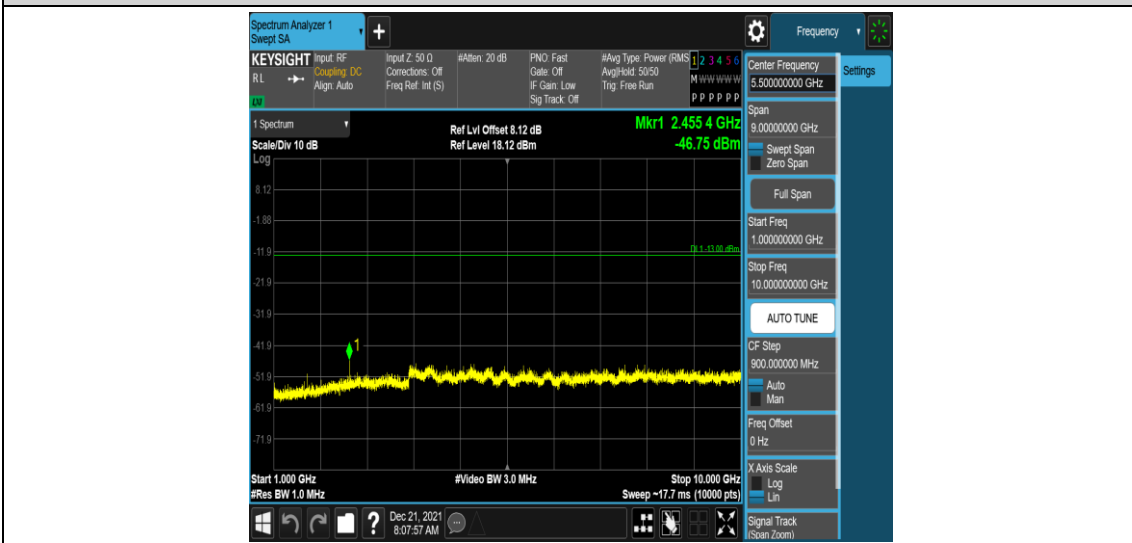 Spectrum Analyzer 1
Swept SA
+
Frequency
KEYSIGHT
Input: RF
Input Z: 50 Ω
#Atten: 20 dB
PNO: Fast
#Avg Type: Power (RMS
1 2 3 4 5 6
RL
Coupling: DC
Corrections: Off
Gate: Off
Avg|Hold: 50/50
M W W W W W
Align: Auto
Freq Ref: Int (S)
IF Gain: Low
Trig: Free Run
Sig Track: Off
P P P P P P
Center Frequency
5.500000000 GHz
Settings
Span
9.00000000 GHz
Swept Span
Zero Span
Full Span
Start Freq
1.000000000 GHz
Stop Freq
10.000000000 GHz
AUTO TUNE
CF Step
900.000000 MHz
Auto
Man
Freq Offset
0 Hz
X Axis Scale
Log
Lin
Signal Track
(Span Zoom)
1 Spectrum
Ref Lvl Offset 8.12 dB
Mkr1 2.455 4 GHz
Scale/Div 10 dB
Ref Level 18.12 dBm
-46.75 dBm
Log
8.12
-1.88
-11.9
DL1 -13.00 dBm
-21.9
-31.9
-41.9
1
-51.9
-61.9
-71.9
Start 1.000 GHz
#Video BW 3.0 MHz
Stop 10.000 GHz
#Res BW 1.0 MHz
Sweep ~17.7 ms (10000 pts)
?
Dec 21, 2021
8:07:57 AM